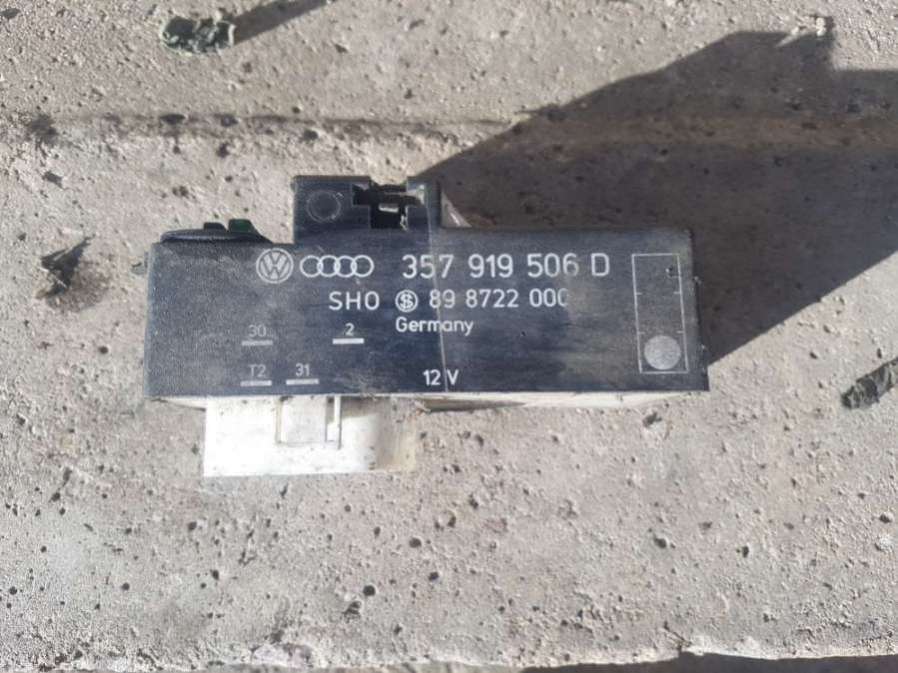 357 919 506 D
SHO 89 8722 000
Germany
30 2
T2 31
12 V